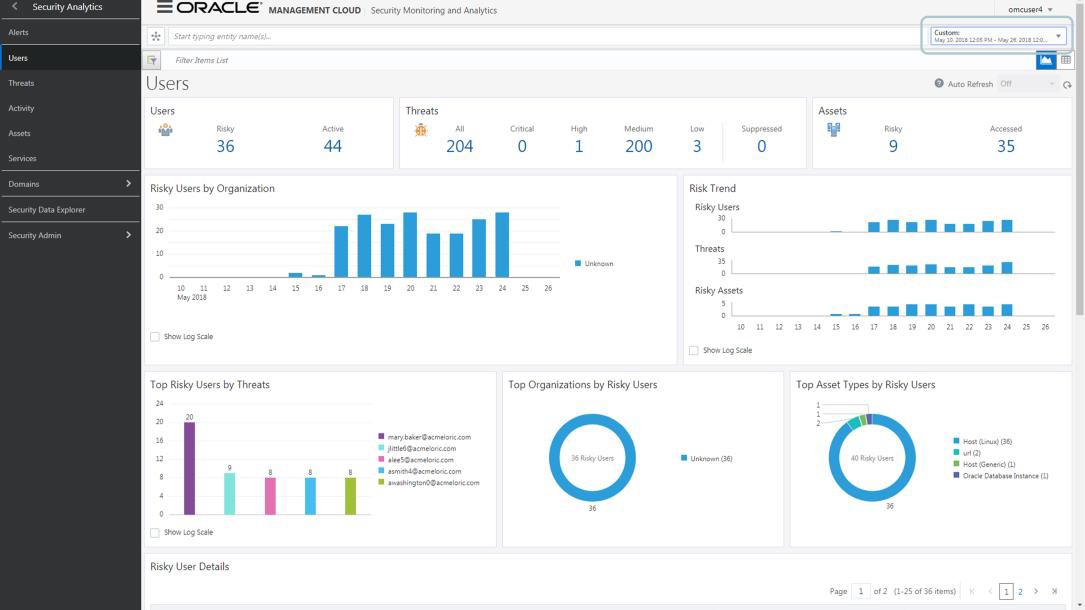 Security Analytics
Alerts
Users
Threats
Activity
Assets
Services
Domains
Security Data Explorer
Security Admin
ORACLE® MANAGEMENT CLOUD Security Monitoring and Analytics
omcuser4
Start typing entity name(s)...
Custom:
May 10, 2018 12:05 PM - May 26, 2018 12:0...
Filter Items List
Users
Auto Refresh Off
Users
Risky Active
36 44
Threats
All Critical High Medium Low Suppressed
204 0 1 200 3 0
Assets
Risky Accessed
9 35
Risky Users by Organization
30
20
10
0
10 11 12 13 14 15 16 17 18 19 20 21 22 23 24 25 26
May 2018
Unknown
Show Log Scale
Risk Trend
Risky Users
30
0
Threats
35
0
Risky Assets
5
0
10 11 12 13 14 15 16 17 18 19 20 21 22 23 24 25 26
Show Log Scale
Top Risky Users by Threats
24
20
16
12
8
4
0
20 9 8 8 8
mary.baker@acmeloric.com
jlittle6@acmeloric.com
alee5@acmeloric.com
asmith4@acmeloric.com
awashington0@acmeloric.com
Show Log Scale
Top Organizations by Risky Users
36 Risky Users
36
Unknown (36)
Top Asset Types by Risky Users
1
1
2
40 Risky Users
36
Host (Linux) (36)
url (2)
Host (Generic) (1)
Oracle Database Instance (1)
Risky User Details
Page 1 of 2 (1-25 of 36 items) 1 2